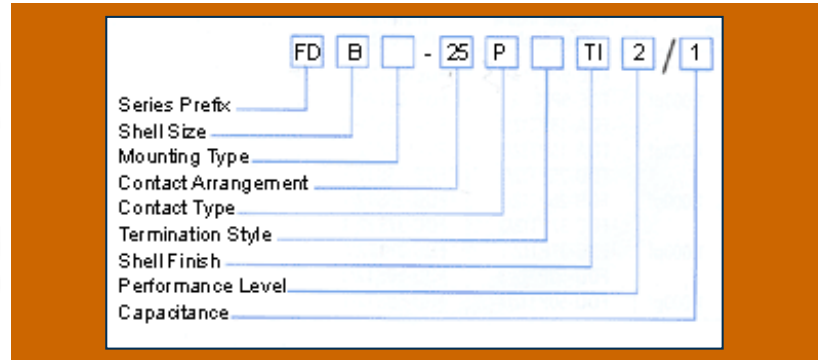 FD B - 25 P TI 2 / 1
Series Prefix
Shell Size
Mounting Type
Contact Arrangement
Contact Type
Termination Style
Shell Finish
Performance Level
Capacitance